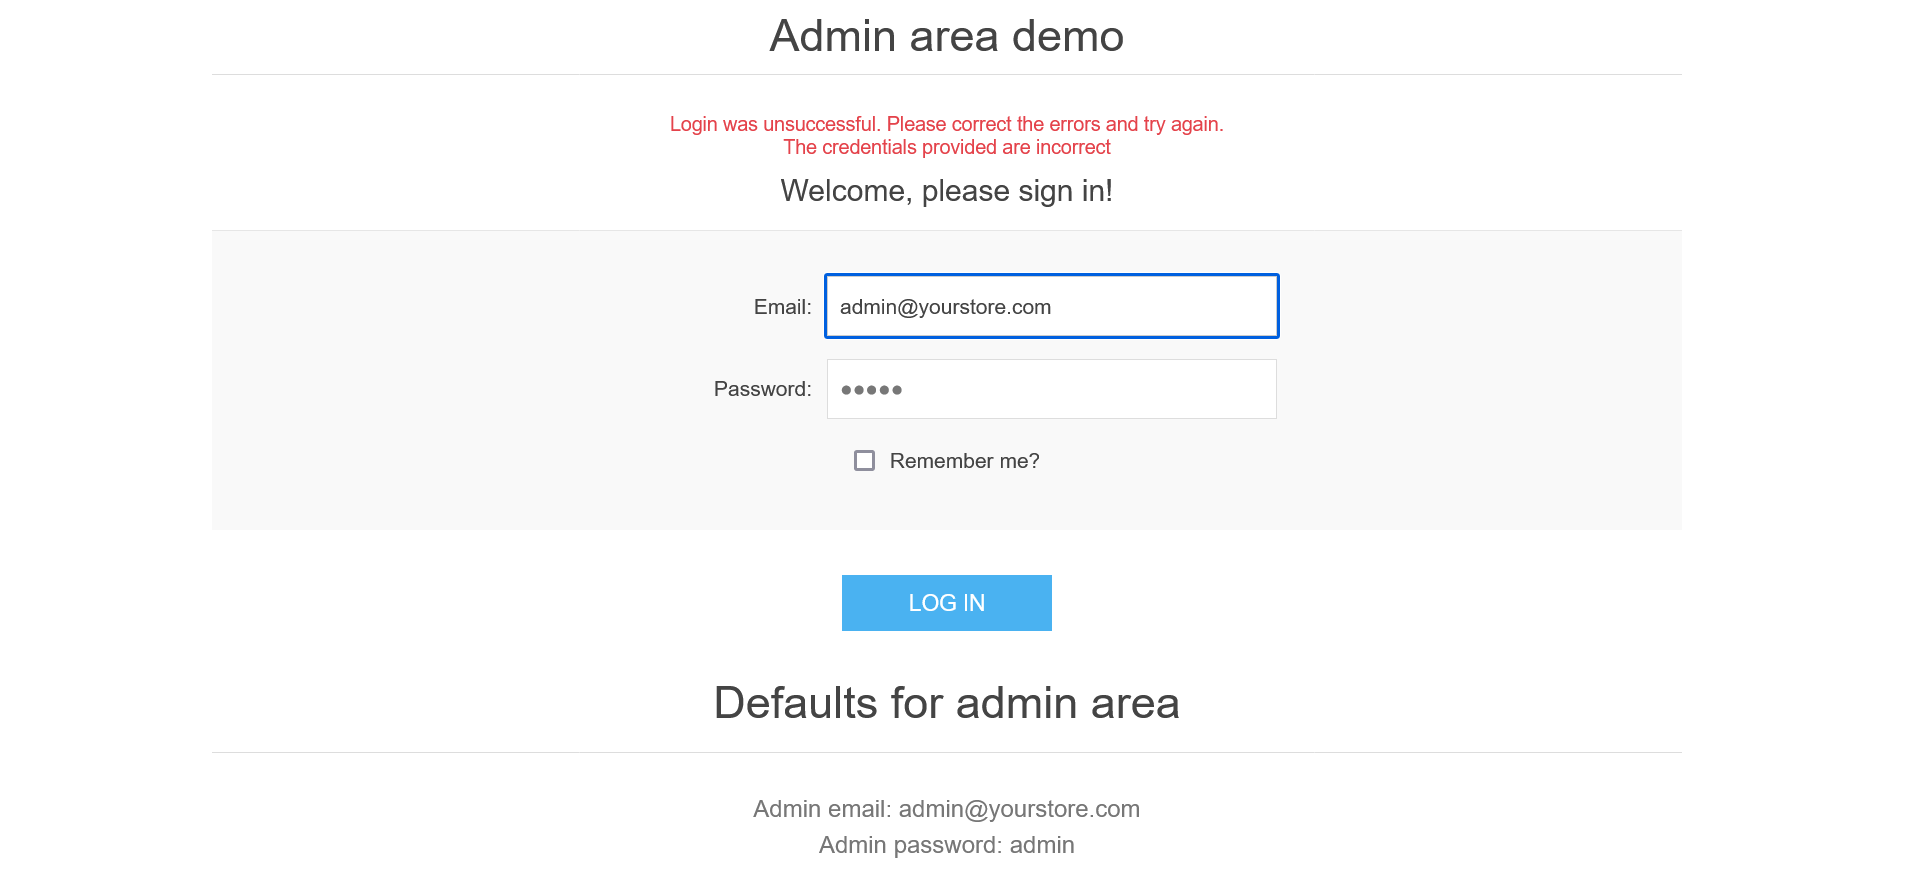 Admin area demo
Login was unsuccessful. Please correct the errors and try again.
The credentials provided are incorrect
Welcome, please sign in!
Email: admin@yourstore.com
Password: •••••
Remember me?
LOG IN
Defaults for admin area
Admin email: admin@yourstore.com
Admin password: admin